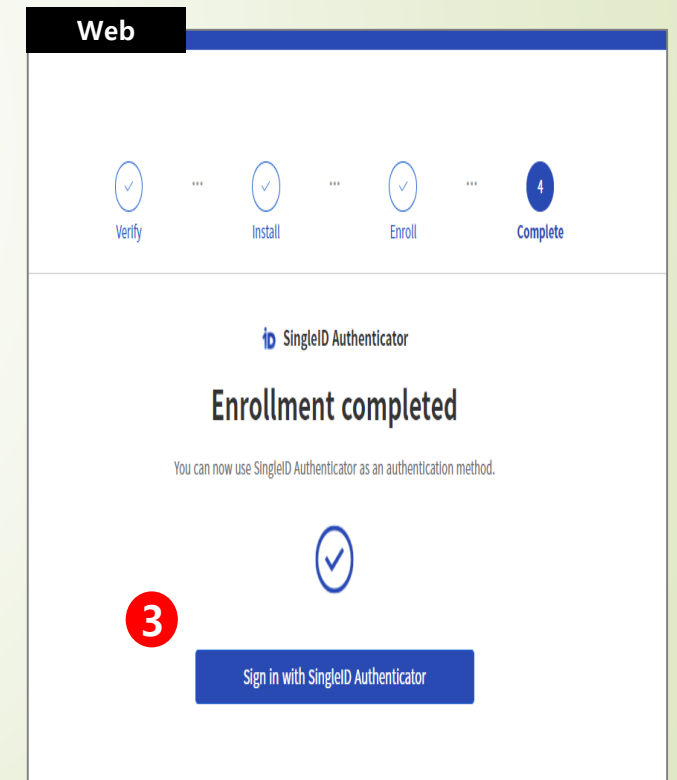 Web
... ... ... 4
Verify Install Enroll Complete
iD SingleID Authenticator
Enrollment completed
You can now use SingleID Authenticator as an authentication method.
3
Sign in with SingleID Authenticator